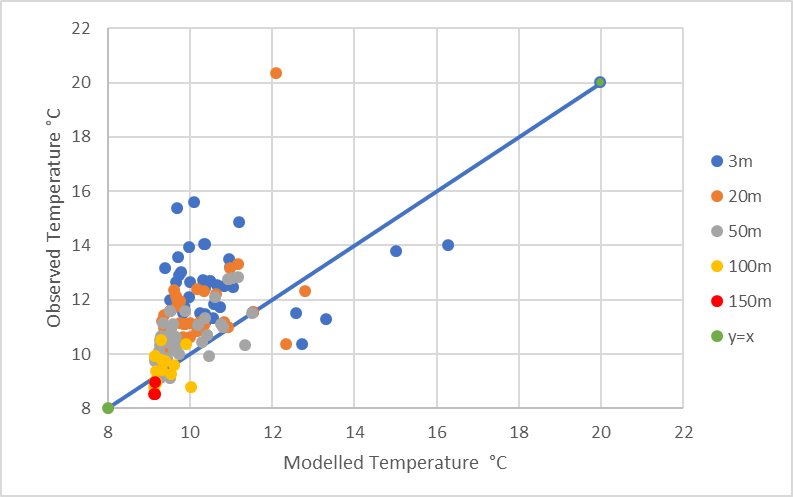 22
20
18
16
14
12
10
8
Observed Temperature °C
8 10 12 14 16 18 20 22
Modelled Temperature °C
3m
20m
50m
100m
150m
y=x